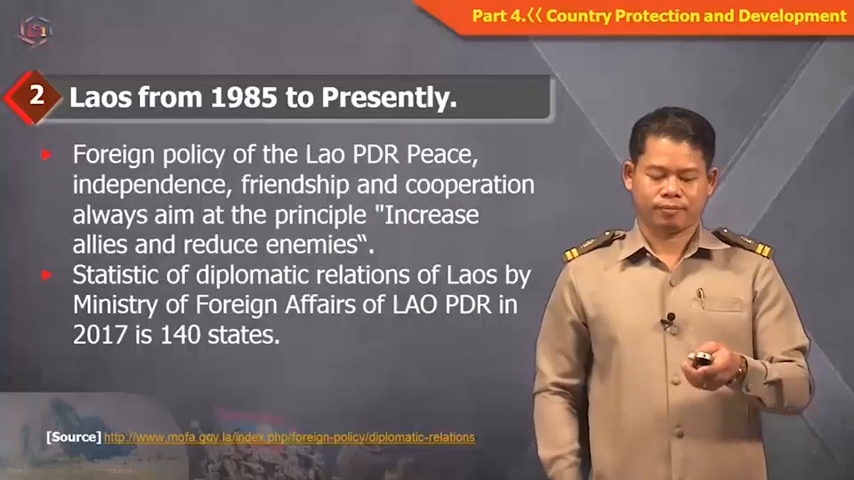 Part 4.《 Country Protection and Development
2 Laos from 1985 to Presently.
Foreign policy of the Lao PDR Peace,
independence, friendship and cooperation
always aim at the principle "Increase
allies and reduce enemies“.
Statistic of diplomatic relations of Laos by
Ministry of Foreign Affairs of LAO PDR in
2017 is 140 states.
[Source] http://www.mofa.gov.la/index.php/foreign-policy/diplomatic-relations